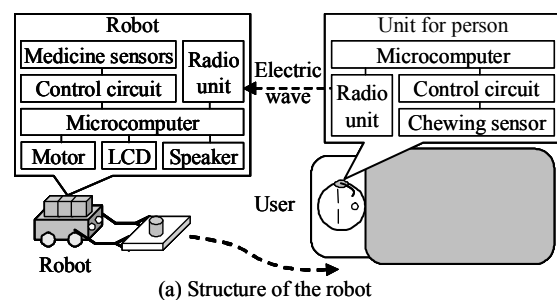 Robot
Medicine sensors
Control circuit
Radio
unit
Microcomputer
Motor LCD Speaker
Electric
wave
Unit for person
Microcomputer
Radio
unit
Control circuit
Chewing sensor
User
Robot
(a) Structure of the robot